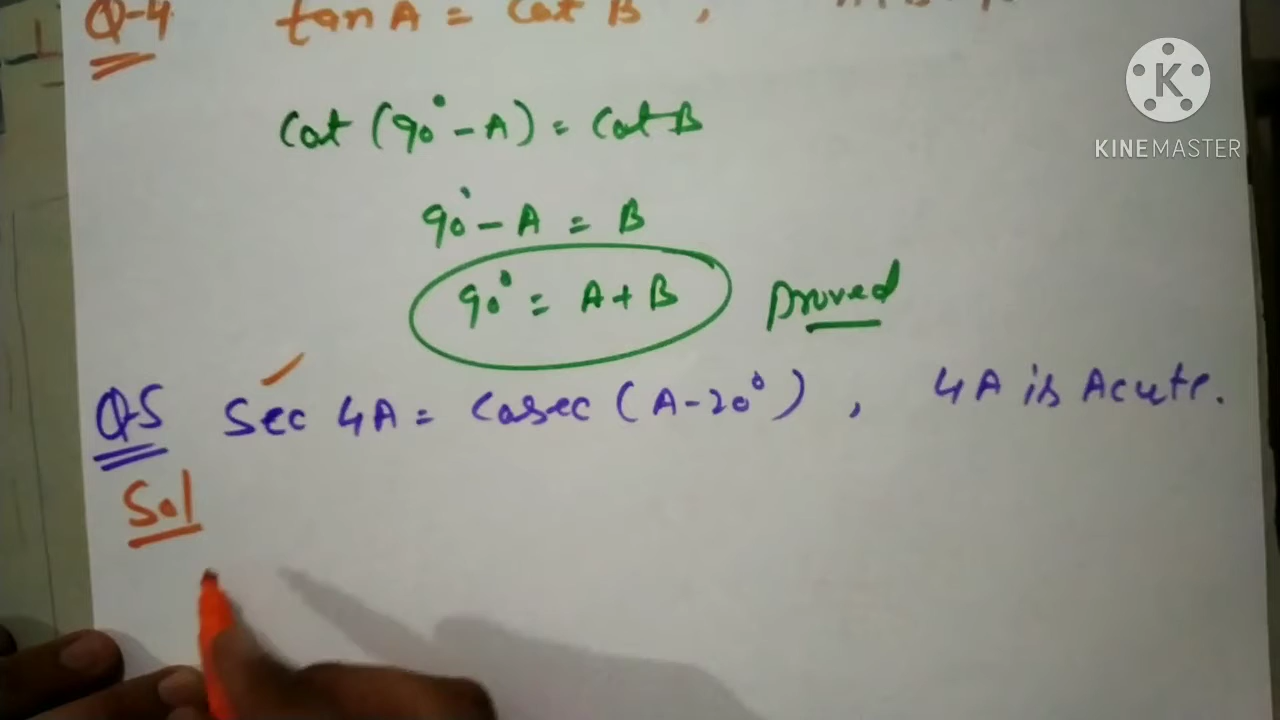 Q-4 tan A = Cot B ,
Cot (90° - A) = Cot B
90° - A = B
90° = A + B Proved
Q5 Sec 4A = Cosec (A - 20°) , 4A is Acute.
Sol
K
KINEMASTER